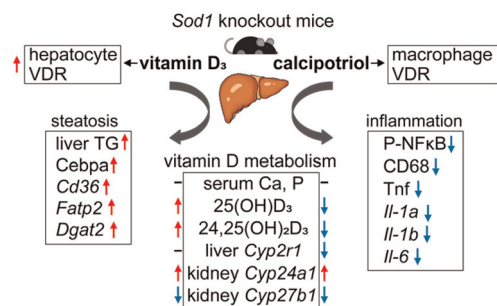 Sod1 knockout mice
↑ hepatocyte VDR
vitamin D₃
calcipotriol
macrophage VDR
steatosis
liver TG ↑
Cebpa ↑
Cd36 ↑
Fatp2 ↑
Dgat2 ↑
vitamin D metabolism
– serum Ca, P –
↑ 25(OH)D₃ ↓
↑ 24,25(OH)₂D₃ ↓
– liver Cyp2r1 ↓
↑ kidney Cyp24a1 ↑
↓ kidney Cyp27b1 ↓
inflammation
P-NFκB ↓
CD68 ↓
Tnf ↓
Il-1a ↓
Il-1b ↓
Il-6 ↓